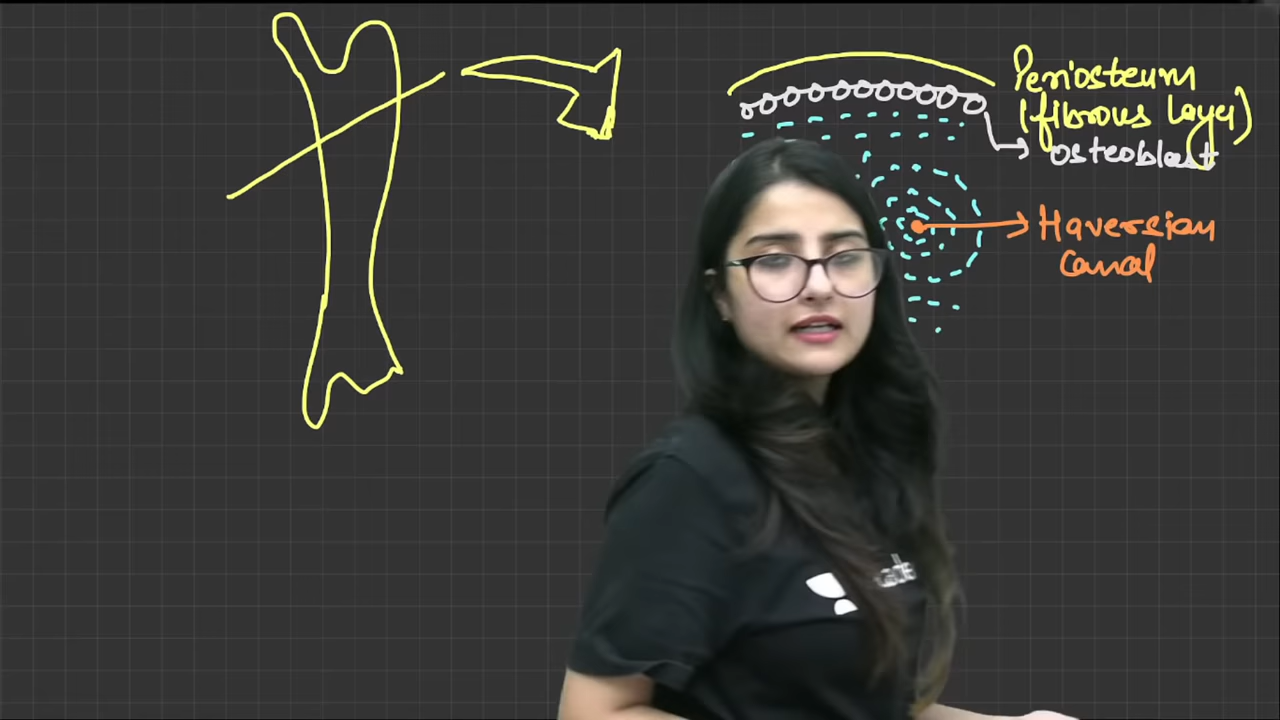 Periosteum
(fibrous layer)
osteoblast
Haversian
Canal